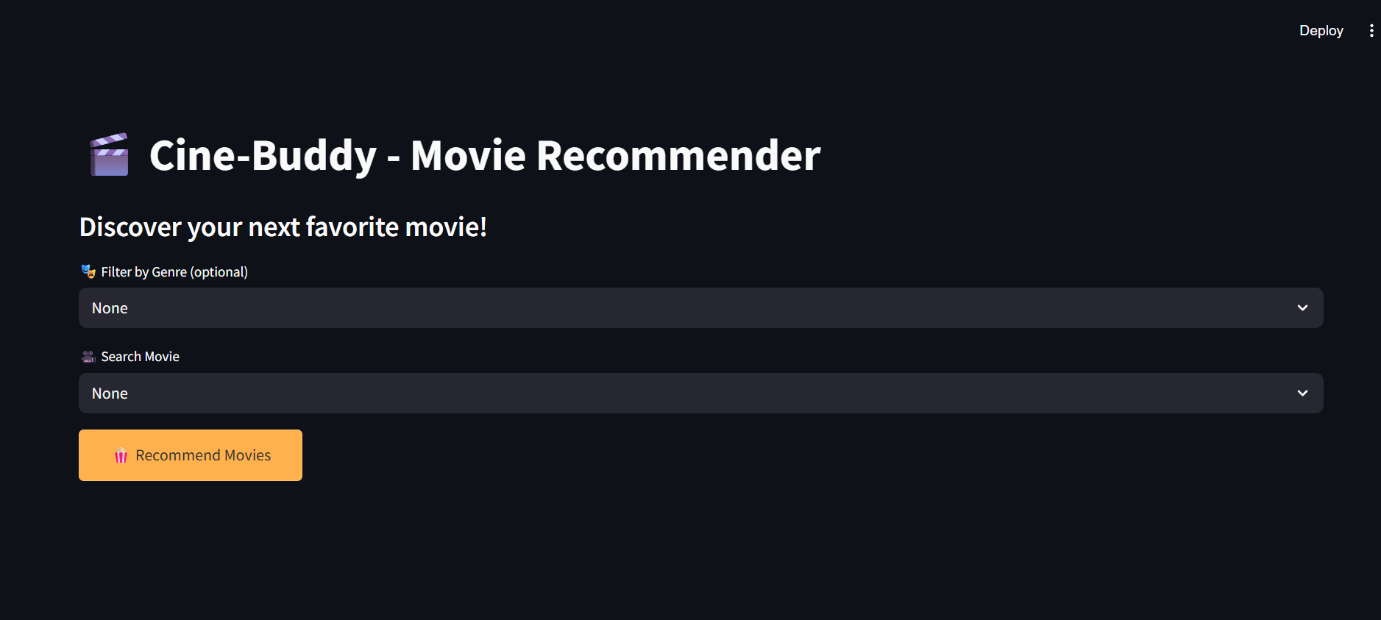 Deploy
Cine-Buddy - Movie Recommender
Discover your next favorite movie!
Filter by Genre (optional)
None
Search Movie
None
Recommend Movies